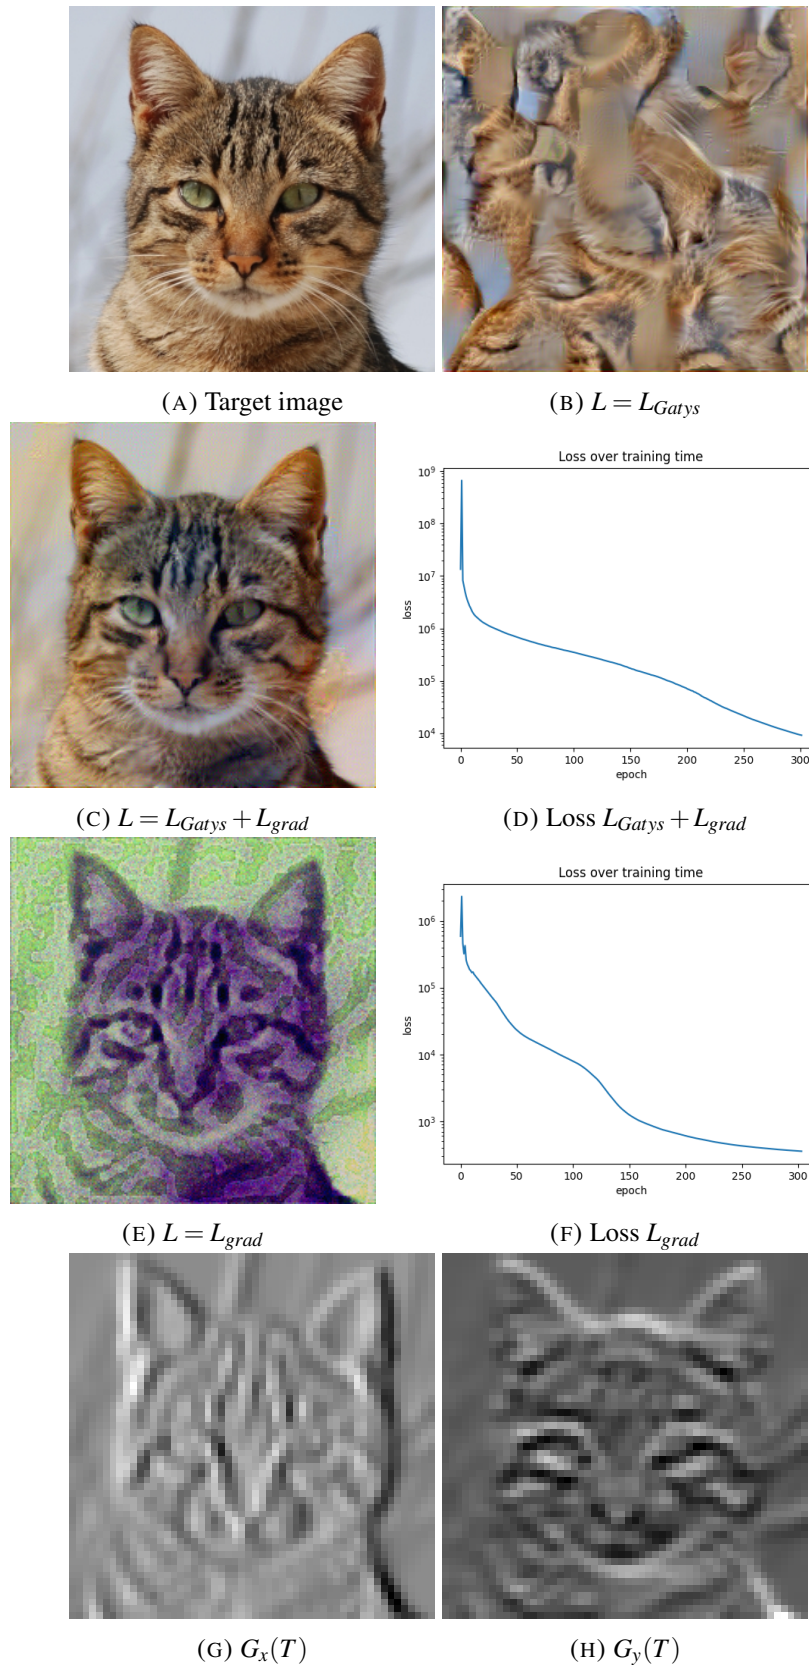 (A) Target image
(B) L = L_Gatys
(C) L = L_Gatys + L_grad
Loss over training time
10^9
10^8
10^7
10^6
10^5
10^4
loss
0 50 100 150 200 250 300
epoch
(D) Loss L_Gatys + L_grad
(E) L = L_grad
Loss over training time
10^6
10^5
10^4
10^3
loss
0 50 100 150 200 250 300
epoch
(F) Loss L_grad
(G) G_x(T)
(H) G_y(T)